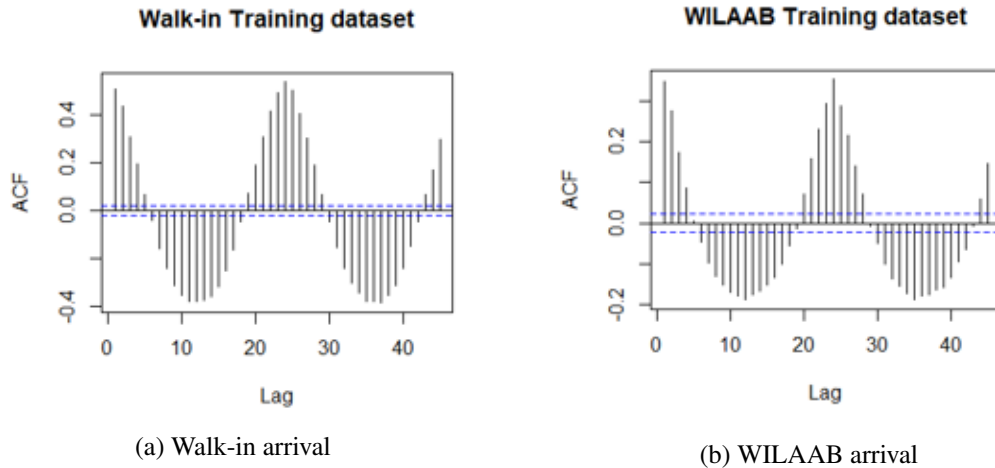 Walk-in Training dataset
ACF
0.4
0.2
0.0
-0.4
0
10
20
30
40
Lag
(a) Walk-in arrival
WILAAB Training dataset
ACF
0.2
0.0
-0.2
0
10
20
30
40
Lag
(b) WILAAB arrival